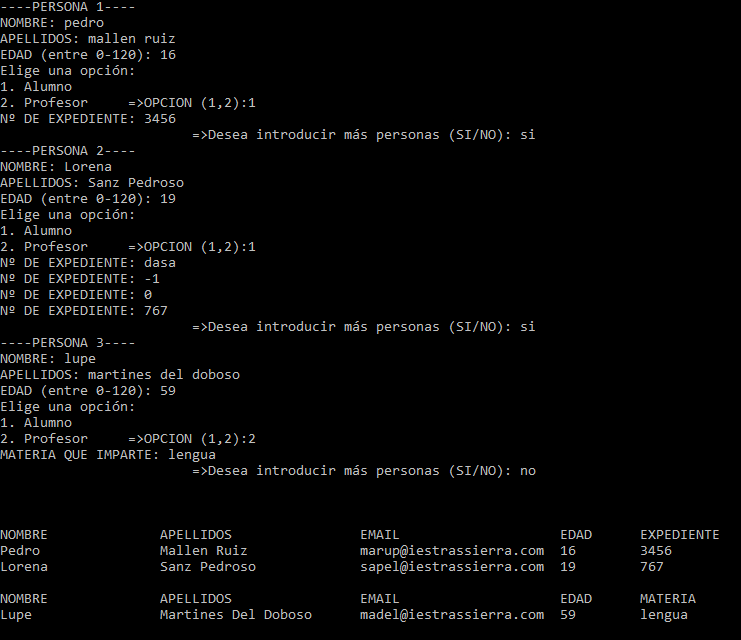 ----PERSONA 1----
NOMBRE: pedro
APELLIDOS: mallen ruiz
EDAD (entre 0-120): 16
Elige una opción:
1. Alumno
2. Profesor     =>OPCION (1,2):1
Nº DE EXPEDIENTE: 3456
                        =>Desea introducir más personas (SI/NO): si
----PERSONA 2----
NOMBRE: Lorena
APELLIDOS: Sanz Pedroso
EDAD (entre 0-120): 19
Elige una opción:
1. Alumno
2. Profesor     =>OPCION (1,2):1
Nº DE EXPEDIENTE: dasa
Nº DE EXPEDIENTE: -1
Nº DE EXPEDIENTE: 0
Nº DE EXPEDIENTE: 767
                        =>Desea introducir más personas (SI/NO): si
----PERSONA 3----
NOMBRE: lupe
APELLIDOS: martines del doboso
EDAD (entre 0-120): 59
Elige una opción:
1. Alumno
2. Profesor     =>OPCION (1,2):2
MATERIA QUE IMPARTE: lengua
                        =>Desea introducir más personas (SI/NO): no
NOMBRE              APELLIDOS                EMAIL                    EDAD      EXPEDIENTE
Pedro               Mallen Ruiz              marup@iestrassierra.com  16        3456
Lorena              Sanz Pedroso             sapel@iestrassierra.com  19        767
NOMBRE              APELLIDOS                EMAIL                    EDAD      MATERIA
Lupe                Martines Del Doboso      madel@iestrassierra.com  59        lengua